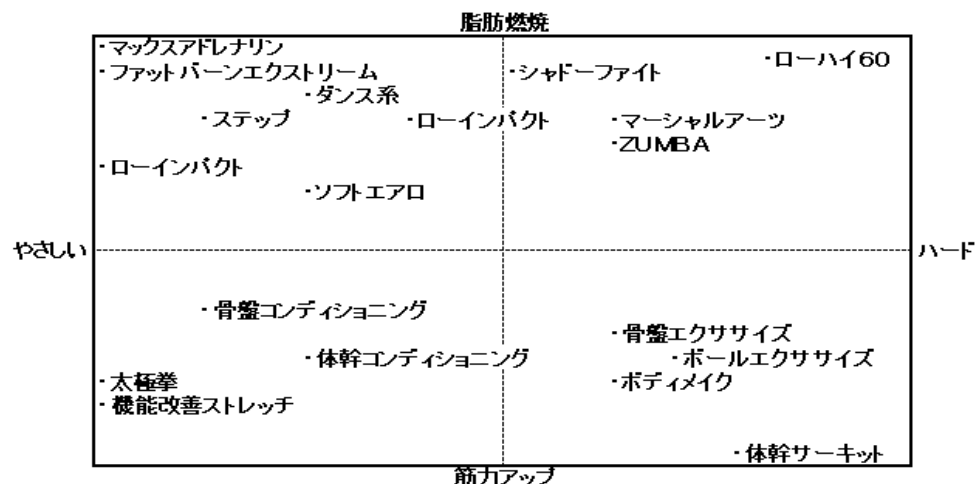 脂肪燃焼
・マックスアドレナリン
・ローハイ60
・ファットバーンエクストリーム
・シャドーファイト
・ダンス系
・ステップ
・ローインパクト
・マーシャルアーツ
・ZUMBA
・ローインパクト
・ソフトエアロ
やさしい
ハード
・骨盤コンディショニング
・骨盤エクササイズ
・体幹コンディショニング
・ボールエクササイズ
・太極拳
・ボディメイク
・機能改善ストレッチ
・体幹サーキット
筋力アップ